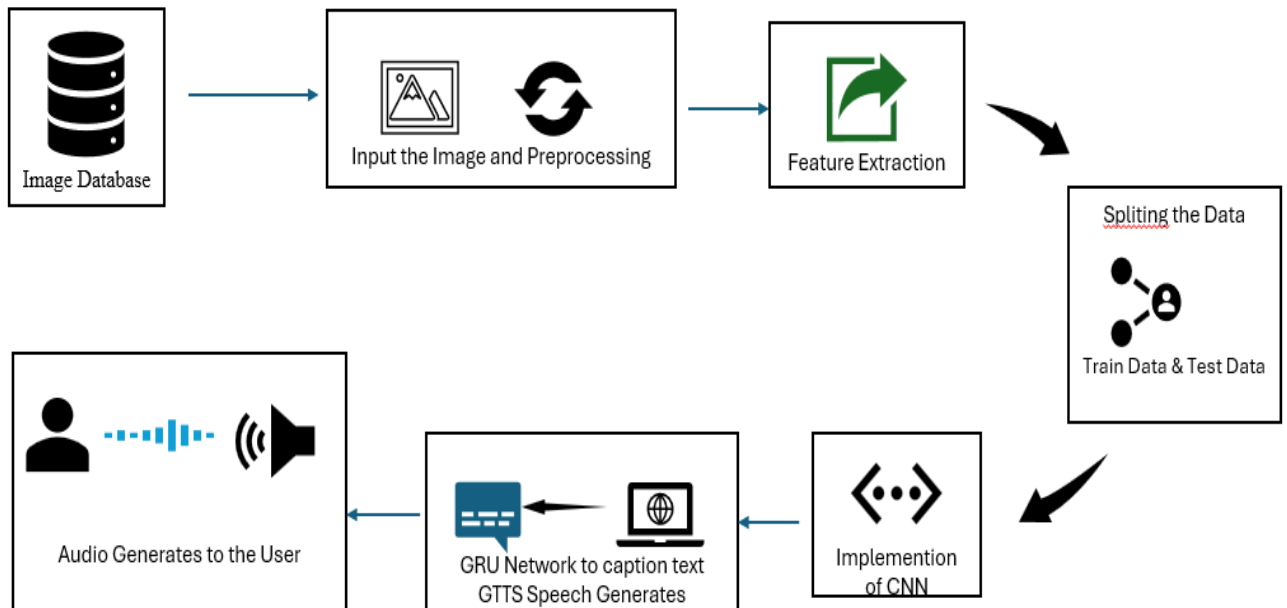 Image Database
Input the Image and Preprocessing
Feature Extraction
Spliting the Data
Train Data & Test Data
Implemention
of CNN
GRU Network to caption text
GTTS Speech Generates
Audio Generates to the User